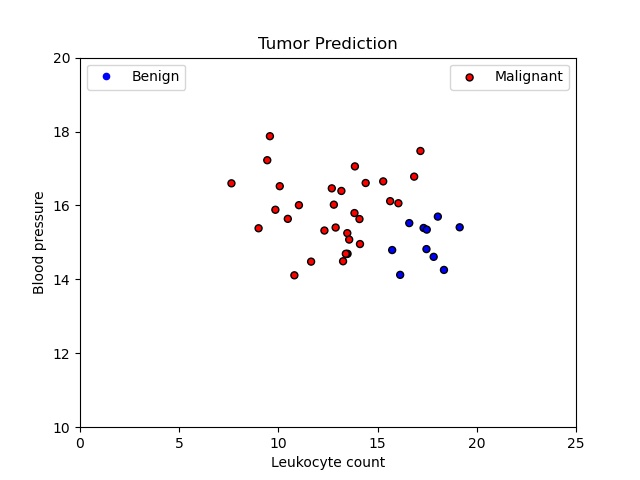 Tumor Prediction
Benign
Malignant
Blood pressure
20
18
16
14
12
10
0 5 10 15 20 25
Leukocyte count